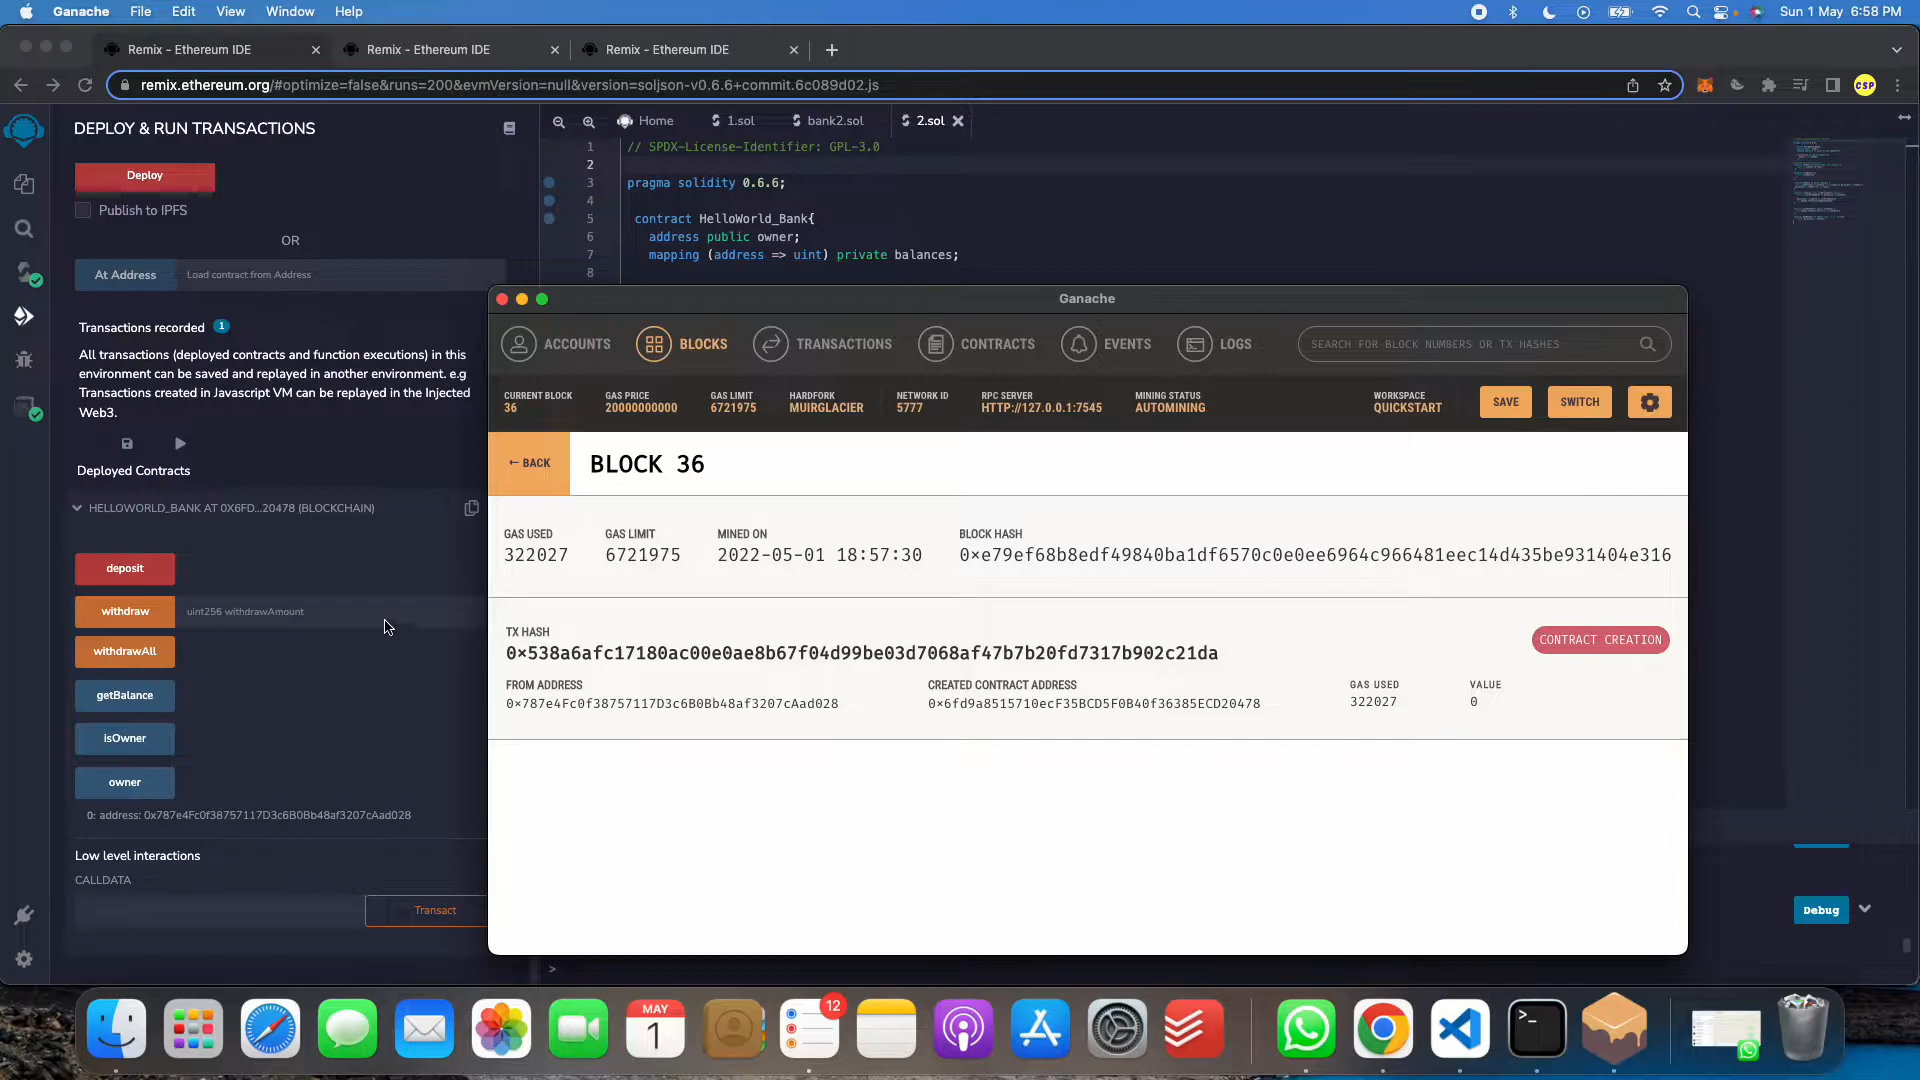 Ganache File Edit View Window Help
Sun 1 May 6:58 PM
Remix - Ethereum IDE
Remix - Ethereum IDE
Remix - Ethereum IDE
remix.ethereum.org/#optimize=false&runs=200&evmVersion=null&version=soljson-v0.6.6+commit.6c089d02.js
CSP
DEPLOY & RUN TRANSACTIONS
Deploy
Publish to IPFS
OR
At Address
Load contract from Address
Transactions recorded 1
All transactions (deployed contracts and function executions) in this
environment can be saved and replayed in another environment. e.g
Transactions created in Javascript VM can be replayed in the Injected
Web3.
Deployed Contracts
HELLOWORLD_BANK AT 0X6FD...20478 (BLOCKCHAIN)
deposit
withdraw
uint256 withdrawAmount
withdrawAll
getBalance
isOwner
owner
0: address: 0x787e4Fc0f38757117D3c6B0Bb48af3207cAad028
Low level interactions
CALLDATA
Transact
Home
1.sol
bank2.sol
2.sol
1 // SPDX-License-Identifier: GPL-3.0
2
3 pragma solidity 0.6.6;
4
5 contract HelloWorld_Bank{
6 address public owner;
7 mapping (address => uint) private balances;
8
Ganache
ACCOUNTS
BLOCKS
TRANSACTIONS
CONTRACTS
EVENTS
LOGS
SEARCH FOR BLOCK NUMBERS OR TX HASHES
CURRENT BLOCK
36
GAS PRICE
20000000000
GAS LIMIT
6721975
HARDFORK
MUIRGLACIER
NETWORK ID
5777
RPC SERVER
HTTP://127.0.0.1:7545
MINING STATUS
AUTOMINING
WORKSPACE
QUICKSTART
SAVE
SWITCH
← BACK
BLOCK 36
GAS USED
322027
GAS LIMIT
6721975
MINED ON
2022-05-01 18:57:30
BLOCK HASH
0×e79ef68b8edf49840ba1df6570c0e0ee6964c966481eec14d435be931404e316
TX HASH
0×538a6afc17180ac00e0ae8b67f04d99be03d7068af47b7b20fd7317b902c21da
CONTRACT CREATION
FROM ADDRESS
0×787e4Fc0f38757117D3c6B0Bb48af3207cAad028
CREATED CONTRACT ADDRESS
0×6fd9a8515710ecF35BCD5F0B40f36385ECD20478
GAS USED
322027
VALUE
0
Debug
>
MAY
1
12
>_